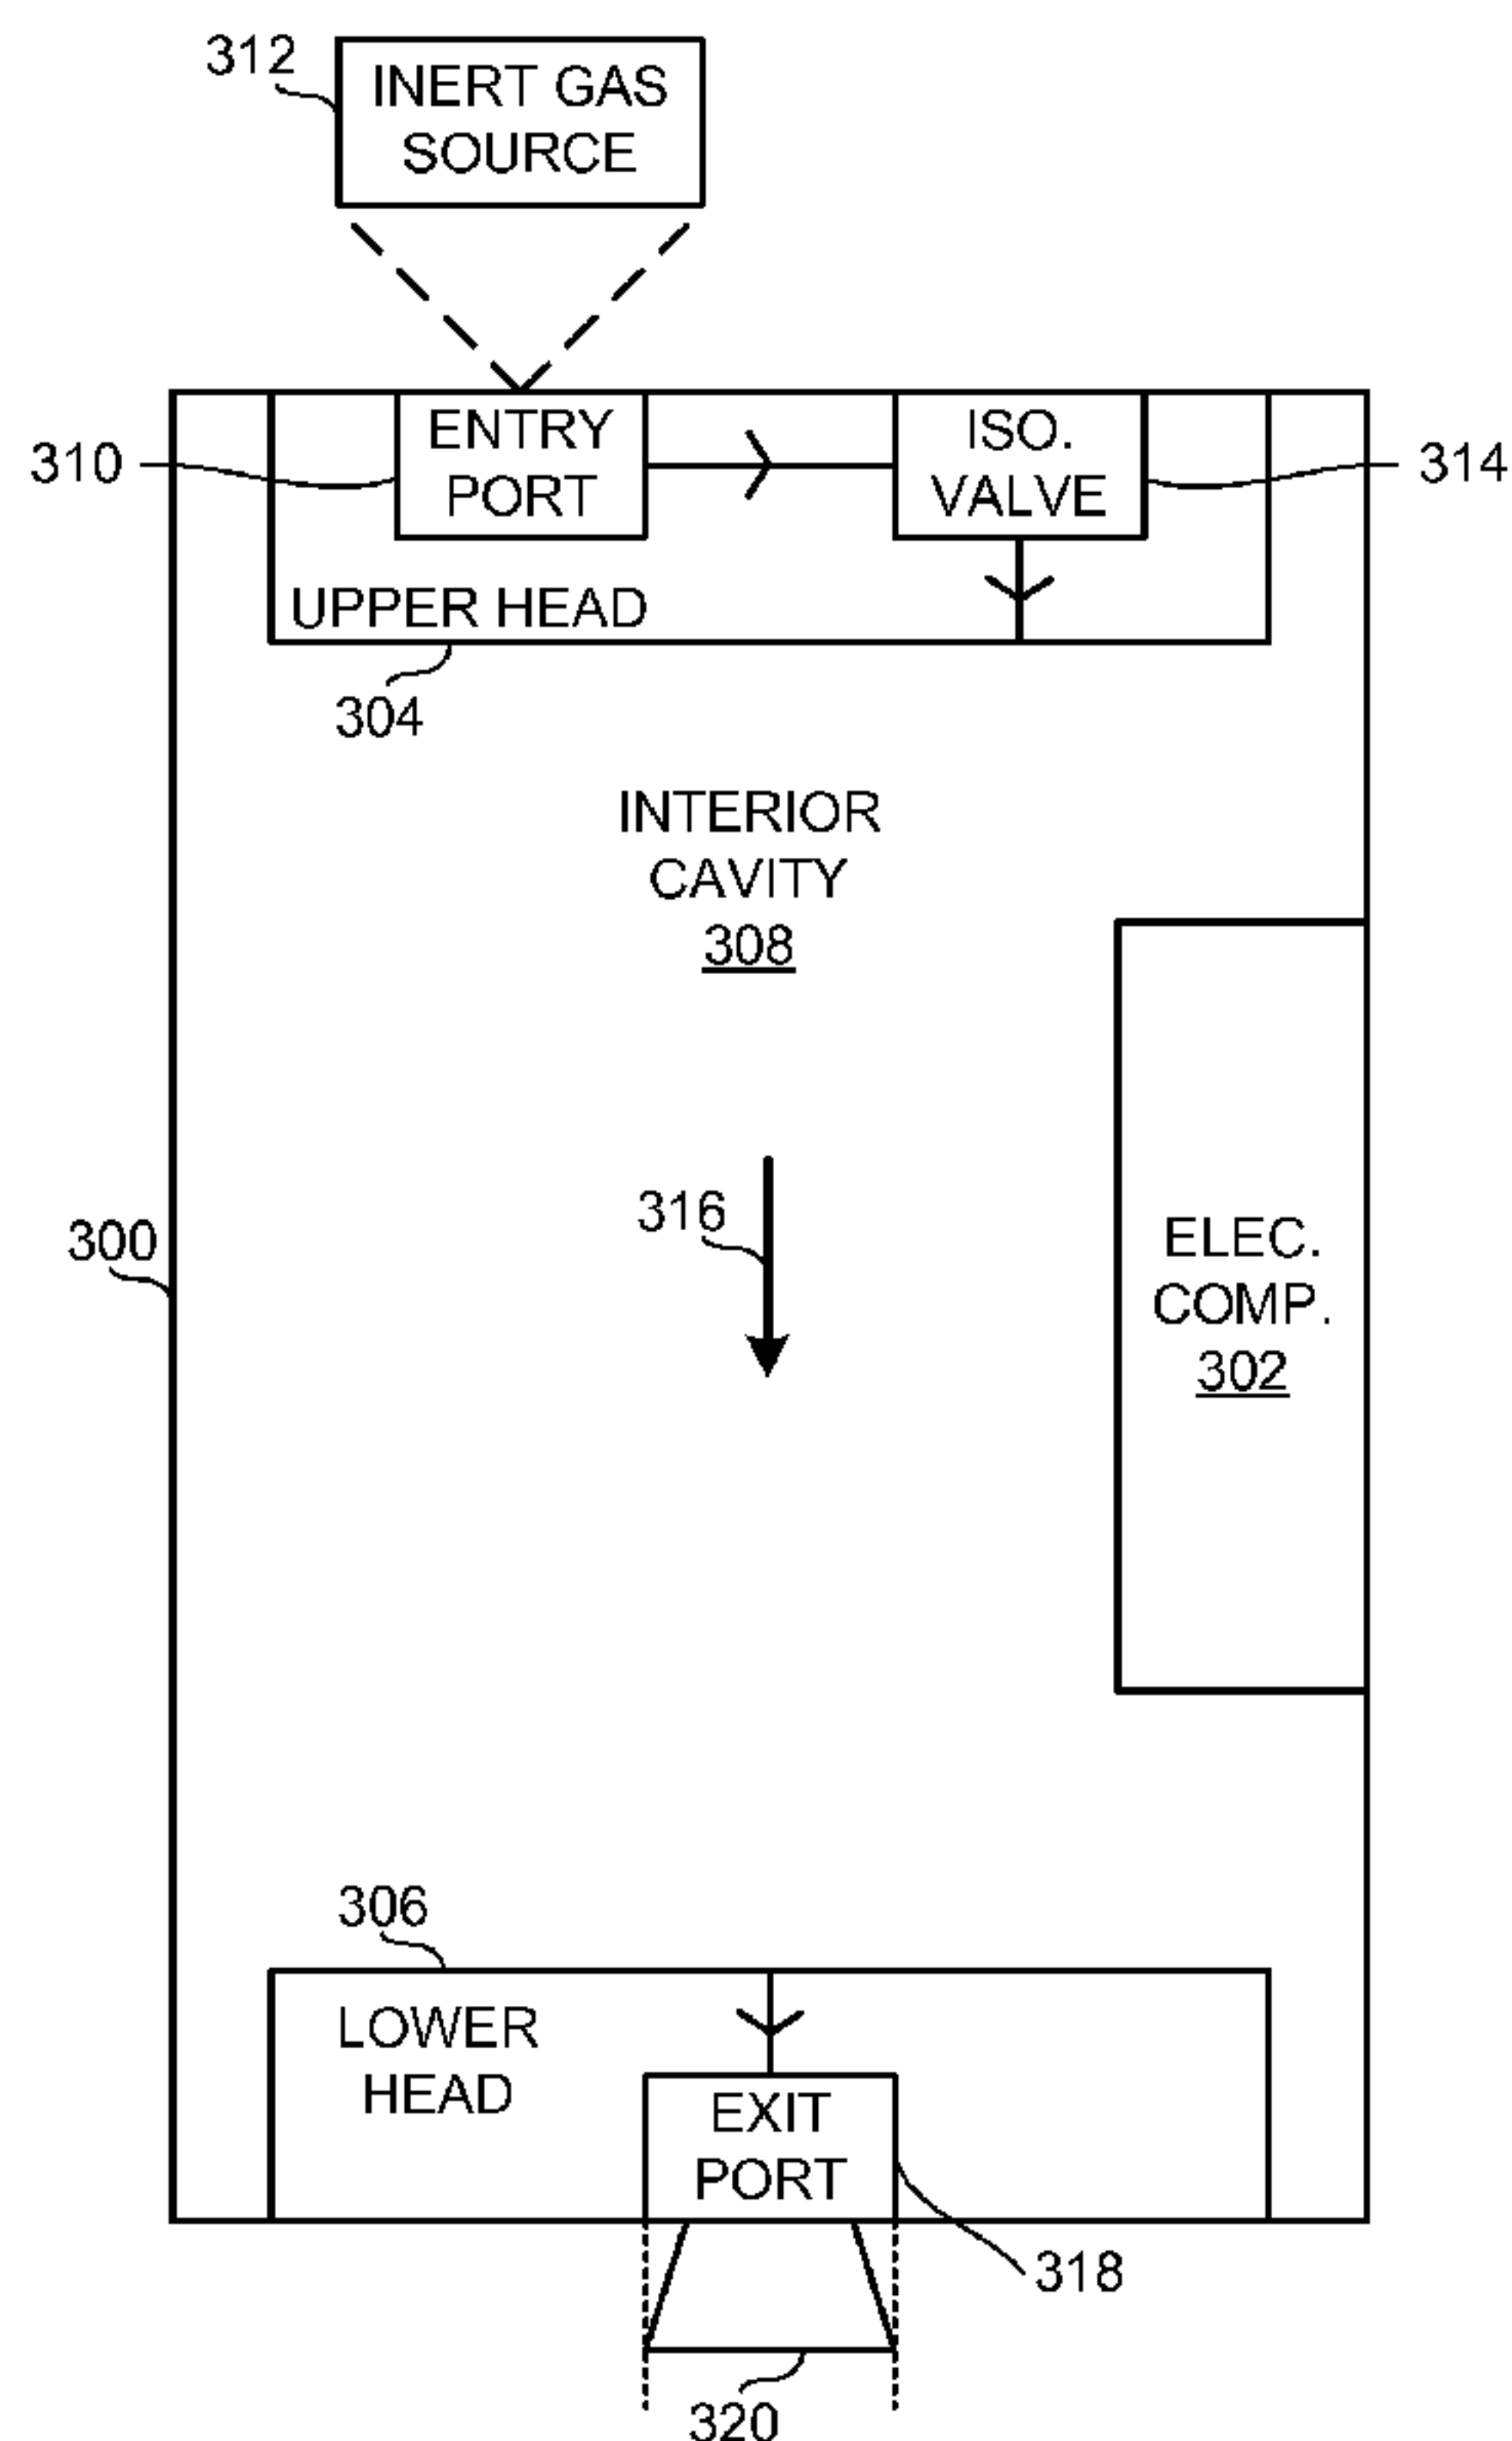 312
INERT GAS
SOURCE
310
ENTRY
PORT
ISO.
VALVE
314
UPPER HEAD
304
INTERIOR
CAVITY
308
300
316
ELEC.
COMP.
302
306
LOWER
HEAD
EXIT
PORT
318
320